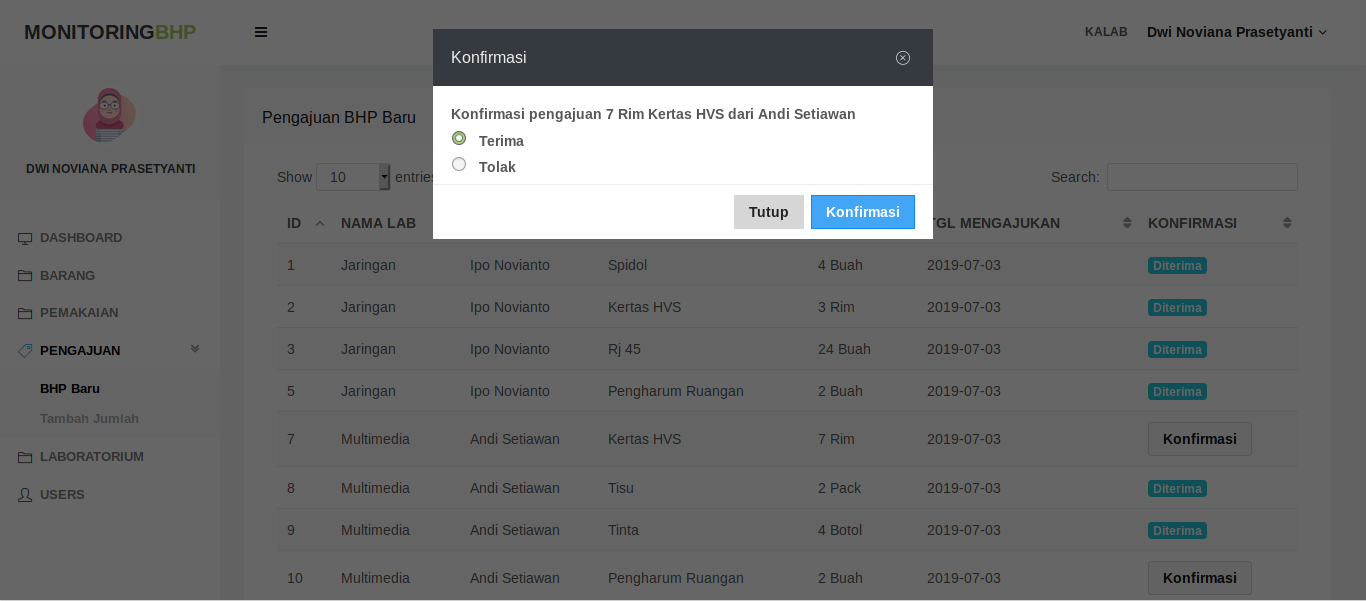 MONITORINGBHP
KALAB Dwi Noviana Prasetyanti
Konfirmasi
Konfirmasi pengajuan 7 Rim Kertas HVS dari Andi Setiawan
Terima
Tolak
Tutup Konfirmasi
DWI NOVIANA PRASETYANTI
DASHBOARD
BARANG
PEMAKAIAN
PENGAJUAN
BHP Baru
Tambah Jumlah
LABORATORIUM
USERS
Pengajuan BHP Baru
Show 10 entries
Search:
ID NAMA LAB TGL MENGAJUKAN KONFIRMASI
1 Jaringan Ipo Novianto Spidol 4 Buah 2019-07-03 Diterima
2 Jaringan Ipo Novianto Kertas HVS 3 Rim 2019-07-03 Diterima
3 Jaringan Ipo Novianto Rj 45 24 Buah 2019-07-03 Diterima
5 Jaringan Ipo Novianto Pengharum Ruangan 2 Buah 2019-07-03 Diterima
7 Multimedia Andi Setiawan Kertas HVS 7 Rim 2019-07-03 Konfirmasi
8 Multimedia Andi Setiawan Tisu 2 Pack 2019-07-03 Diterima
9 Multimedia Andi Setiawan Tinta 4 Botol 2019-07-03 Diterima
10 Multimedia Andi Setiawan Pengharum Ruangan 2 Buah 2019-07-03 Konfirmasi